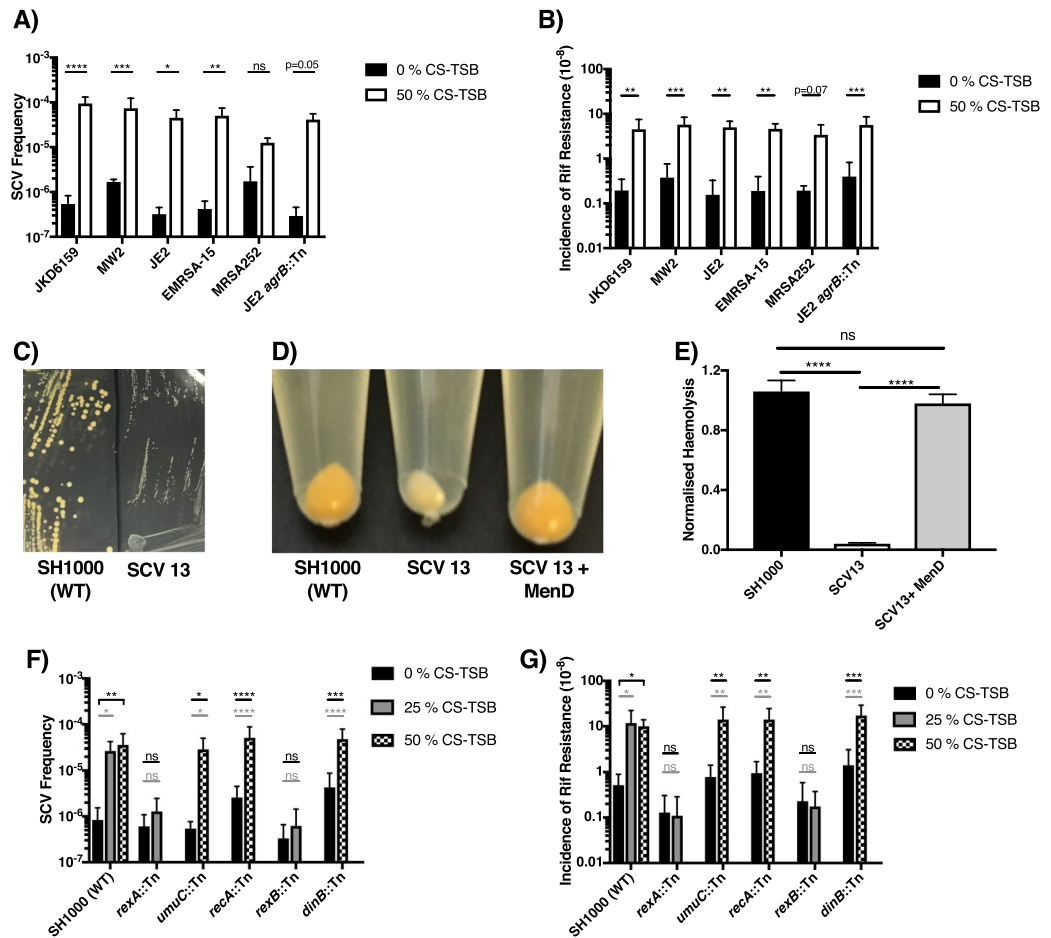 A)
SCV Frequency
10-3
10-4
10-5
10-6
10-7
**** *** * ** ns p=0.05
0 % CS-TSB
50 % CS-TSB
JKD6159
MW2
JE2
EMRSA-15
MRSA252
JE2 agrB::Tn
B)
Incidence of Rif Resistance (10-8)
100
10
1
0.1
0.01
** *** ** ** p=0.07 ***
0 % CS-TSB
50 % CS-TSB
JKD6159
MW2
JE2
EMRSA-15
MRSA252
JE2 agrB::Tn
C)
SH1000
(WT)
SCV 13
D)
SH1000
(WT)
SCV 13
SCV 13 +
MenD
E)
Normalised Haemolysis
1.2
0.8
0.4
0.0
ns
****
****
SH1000
SCV13
SCV13+ MenD
F)
SCV Frequency
10-3
10-4
10-5
10-6
10-7
** * **** ***
* * **** ****
ns ns
ns ns
0 % CS-TSB
25 % CS-TSB
50 % CS-TSB
SH1000 (WT)
rexA::Tn
umuC::Tn
recA::Tn
rexB::Tn
dinB::Tn
G)
Incidence of Rif Resistance (10-8)
100
10
1
0.1
0.01
* ** ** ***
* ** ** ***
ns ns
ns ns
0 % CS-TSB
25 % CS-TSB
50 % CS-TSB
SH1000 (WT)
rexA::Tn
umuC::Tn
recA::Tn
rexB::Tn
dinB::Tn